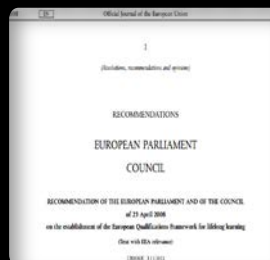 EN
Official Journal of the European Union
I
(Resolutions, recommendations and opinions)
RECOMMENDATIONS
EUROPEAN PARLIAMENT
COUNCIL
RECOMMENDATION OF THE EUROPEAN PARLIAMENT AND OF THE COUNCIL
of 23 April 2008
on the establishment of the European Qualifications Framework for lifelong learning
(Text with EEA relevance)